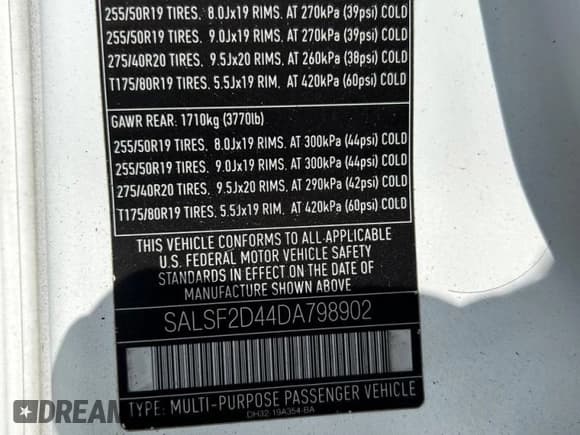 255/50R19 TIRES. 8.0Jx19 RIMS. AT 270kPa (39psi) COLD
255/50R19 TIRES. 9.0Jx19 RIMS. AT 270kPa (39psi) COLD
275/40R20 TIRES. 9.5Jx20 RIMS. AT 260kPa (38psi) COLD
T175/80R19 TIRES. 5.5Jx19 RIM. AT 420kPa (60psi) COLD
GAWR REAR: 1710kg (3770lb)
255/50R19 TIRES. 8.0Jx19 RIMS. AT 300kPa (44psi) COLD
255/50R19 TIRES. 9.0Jx19 RIMS. AT 300kPa (44psi) COLD
275/40R20 TIRES. 9.5Jx20 RIMS. AT 290kPa (42psi) COLD
T175/80R19 TIRES. 5.5Jx19 RIM. AT 420kPa (60psi) COLD
THIS VEHICLE CONFORMS TO ALL APPLICABLE
U.S. FEDERAL MOTOR VEHICLE SAFETY
STANDARDS IN EFFECT ON THE DATE OF
MANUFACTURE SHOWN ABOVE
SALSF2D44DA798902
TYPE: MULTI-PURPOSE PASSENGER VEHICLE
DH32-19A354-BA